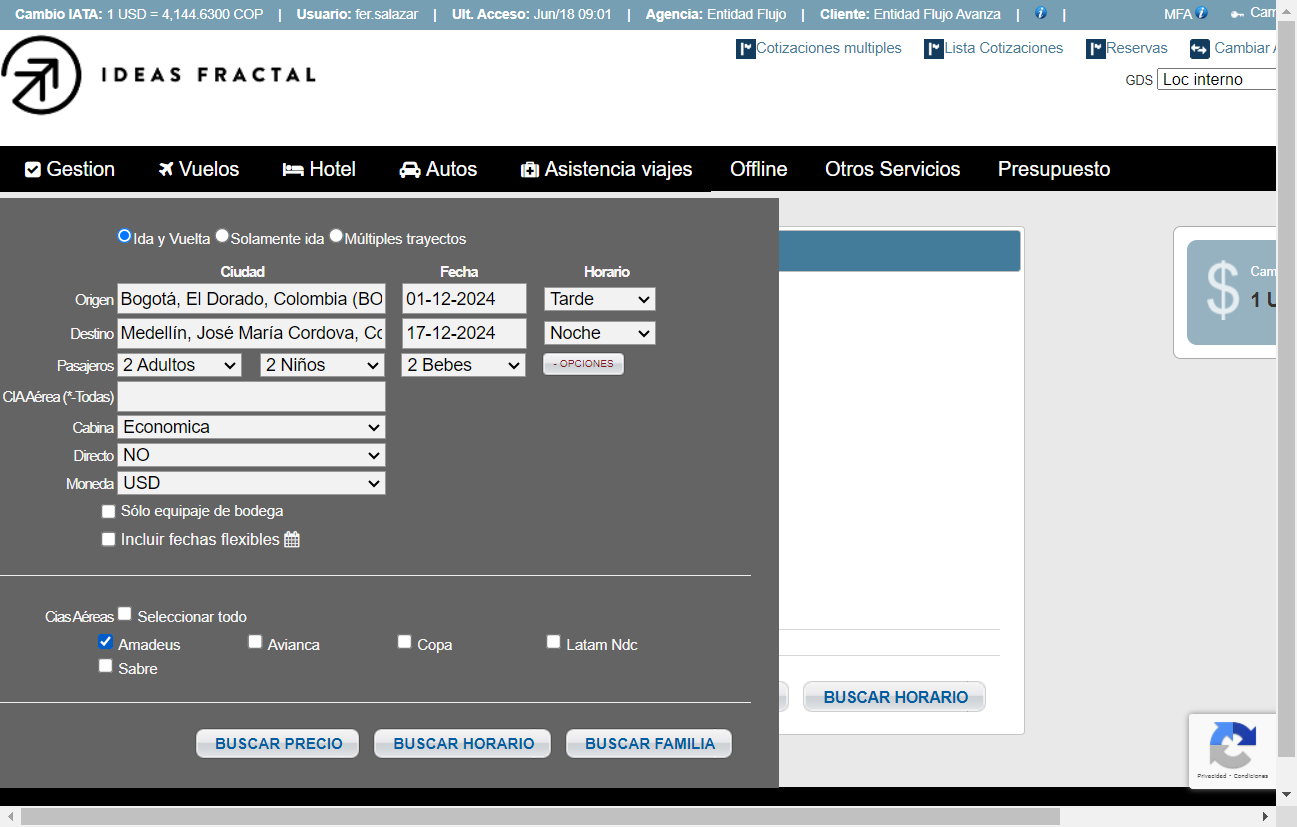 Cambio IATA: 1 USD = 4,144.6300 COP | Usuario: fer.salazar | Ult. Acceso: Jun/18 09:01 | Agencia: Entidad Flujo | Cliente: Entidad Flujo Avanza | i | MFA i Cam
Cotizaciones multiples Lista Cotizaciones Reservas Cambiar
IDEAS FRACTAL
GDS Loc interno
Gestion Vuelos Hotel Autos Asistencia viajes Offline Otros Servicios Presupuesto
Ida y Vuelta Solamente ida Múltiples trayectos
Ciudad Fecha Horario
Origen Bogotá, El Dorado, Colombia (BO 01-12-2024 Tarde
Destino Medellín, José María Cordova, Co 17-12-2024 Noche
Pasajeros 2 Adultos 2 Niños 2 Bebes - OPCIONES
CIA Aérea (*-Todas)
Cabina Economica
Directo NO
Moneda USD
Sólo equipaje de bodega
Incluir fechas flexibles
Cias Aéreas Seleccionar todo
Amadeus Avianca Copa Latam Ndc
Sabre
BUSCAR PRECIO BUSCAR HORARIO BUSCAR FAMILIA
BUSCAR HORARIO
$ Cam
1 U
Privacidad - Condiciones